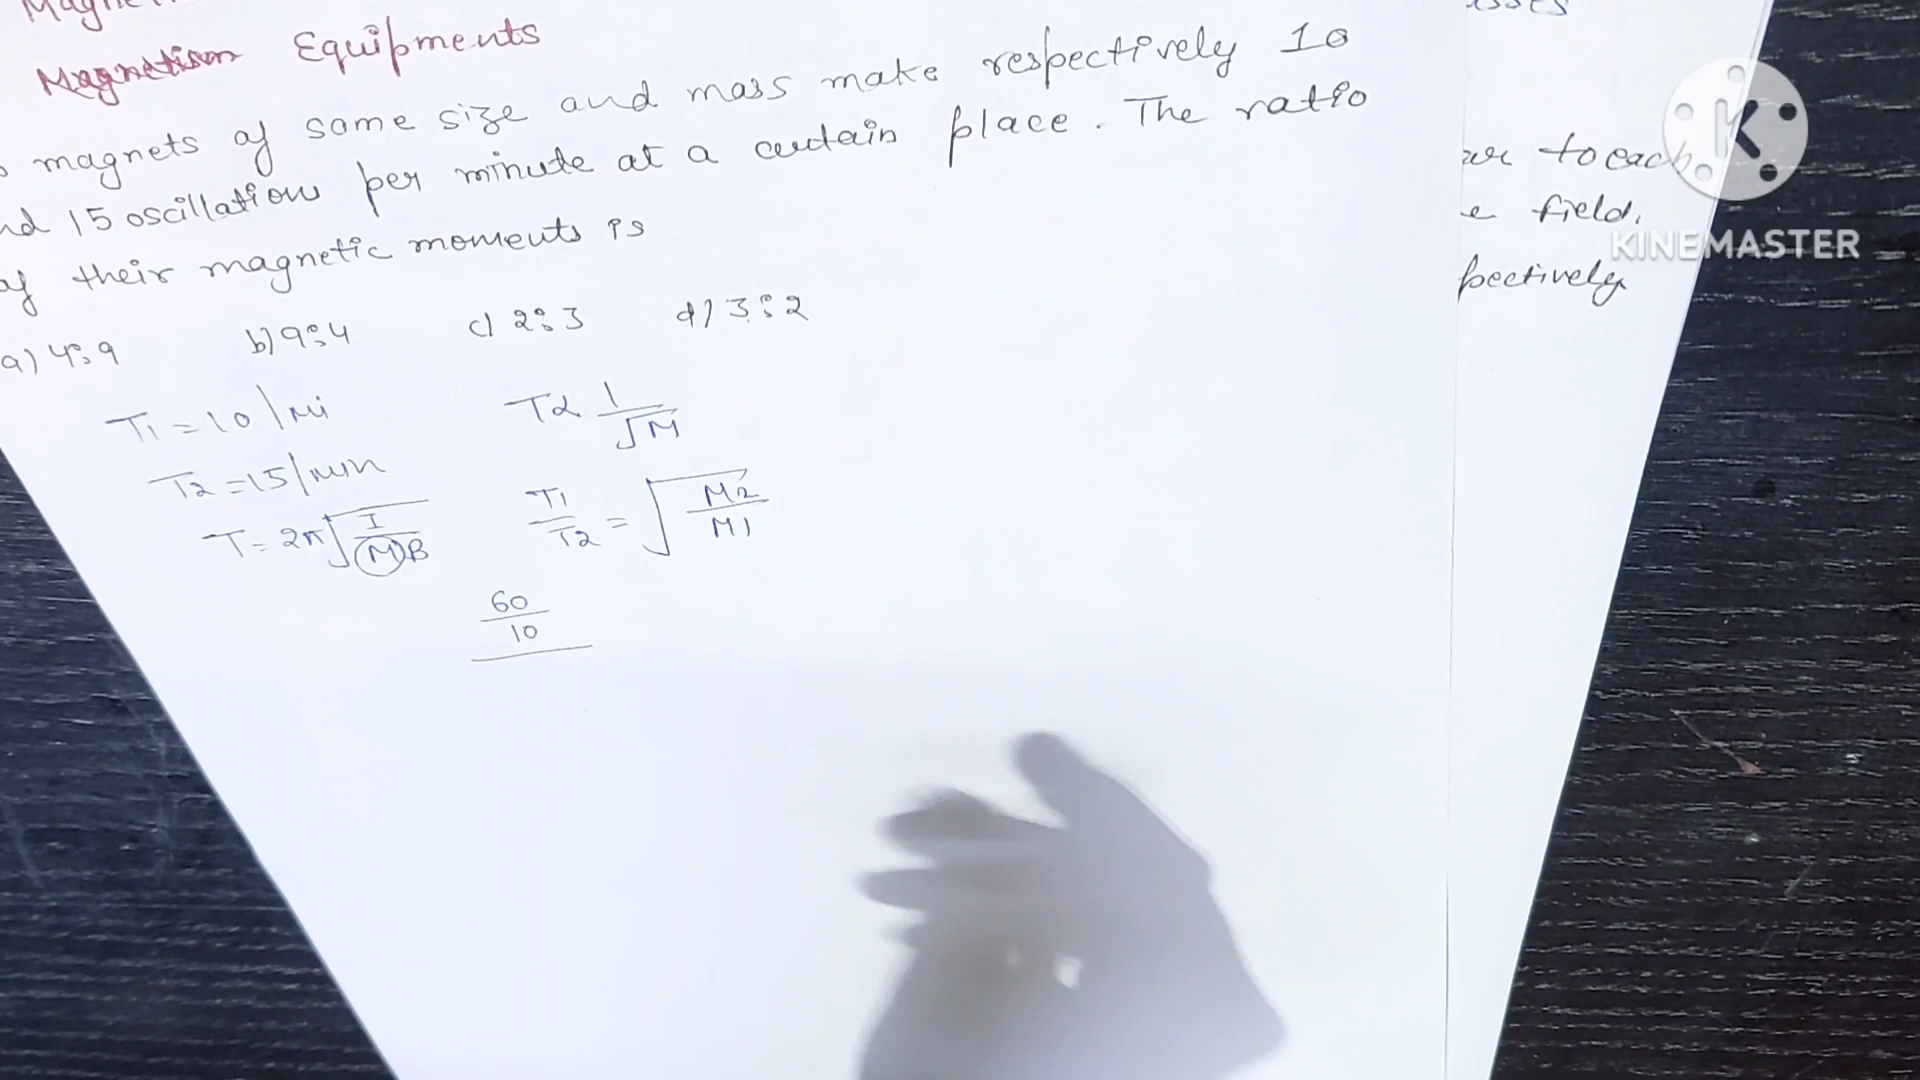 Magnetism Equipments
magnets of same size and mass make respectively 10
nd 15 oscillations per minute at a certain place. The ratio
of their magnetic moments is
a) 4:9 b) 9:4 c) 2:3 d) 3:2
T1 = 10 | Mi
T2 = 15 | min
T = 2π √ I / M B
T α 1 / √ M
T1 / T2 = √ M2 / M1
60 / 10
to each
e field.
pectively
KINEMASTER